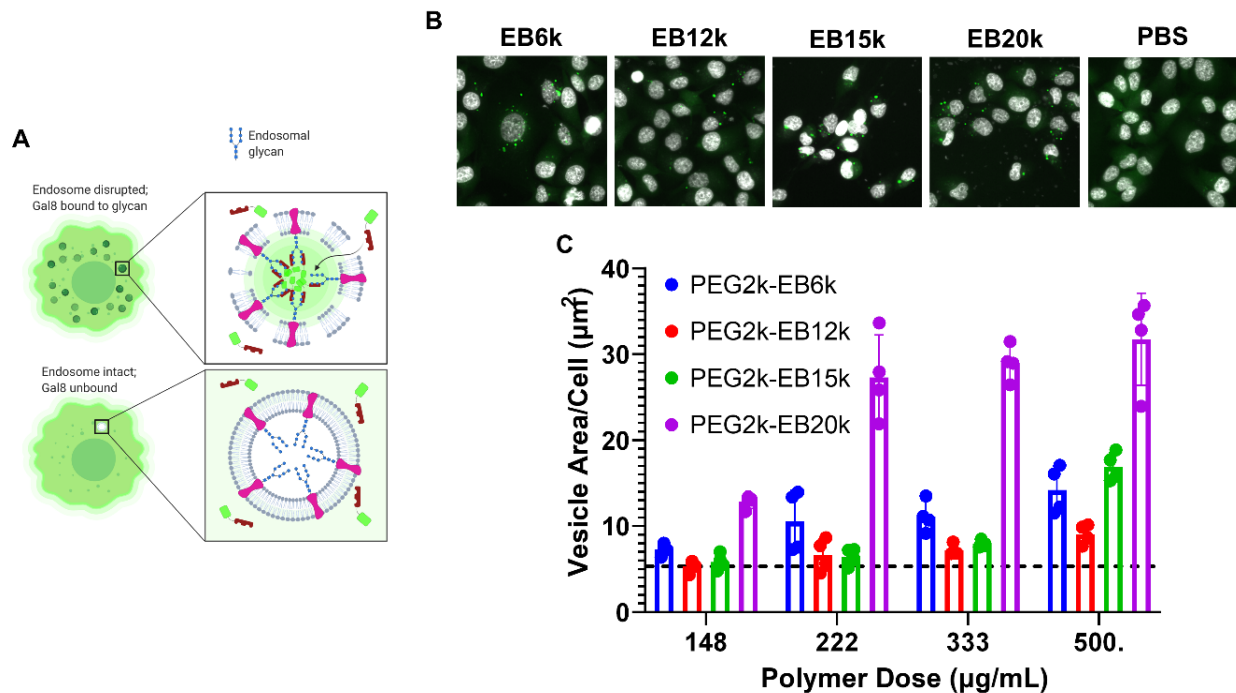 A
Endosomal
glycan
Endosome disrupted;
Gal8 bound to glycan
Endosome intact;
Gal8 unbound
B
EB6k
EB12k
EB15k
EB20k
PBS
C
Vesicle Area/Cell (µm²)
40
30
20
10
0
PEG2k-EB6k
PEG2k-EB12k
PEG2k-EB15k
PEG2k-EB20k
148
222
333
500.
Polymer Dose (µg/mL)